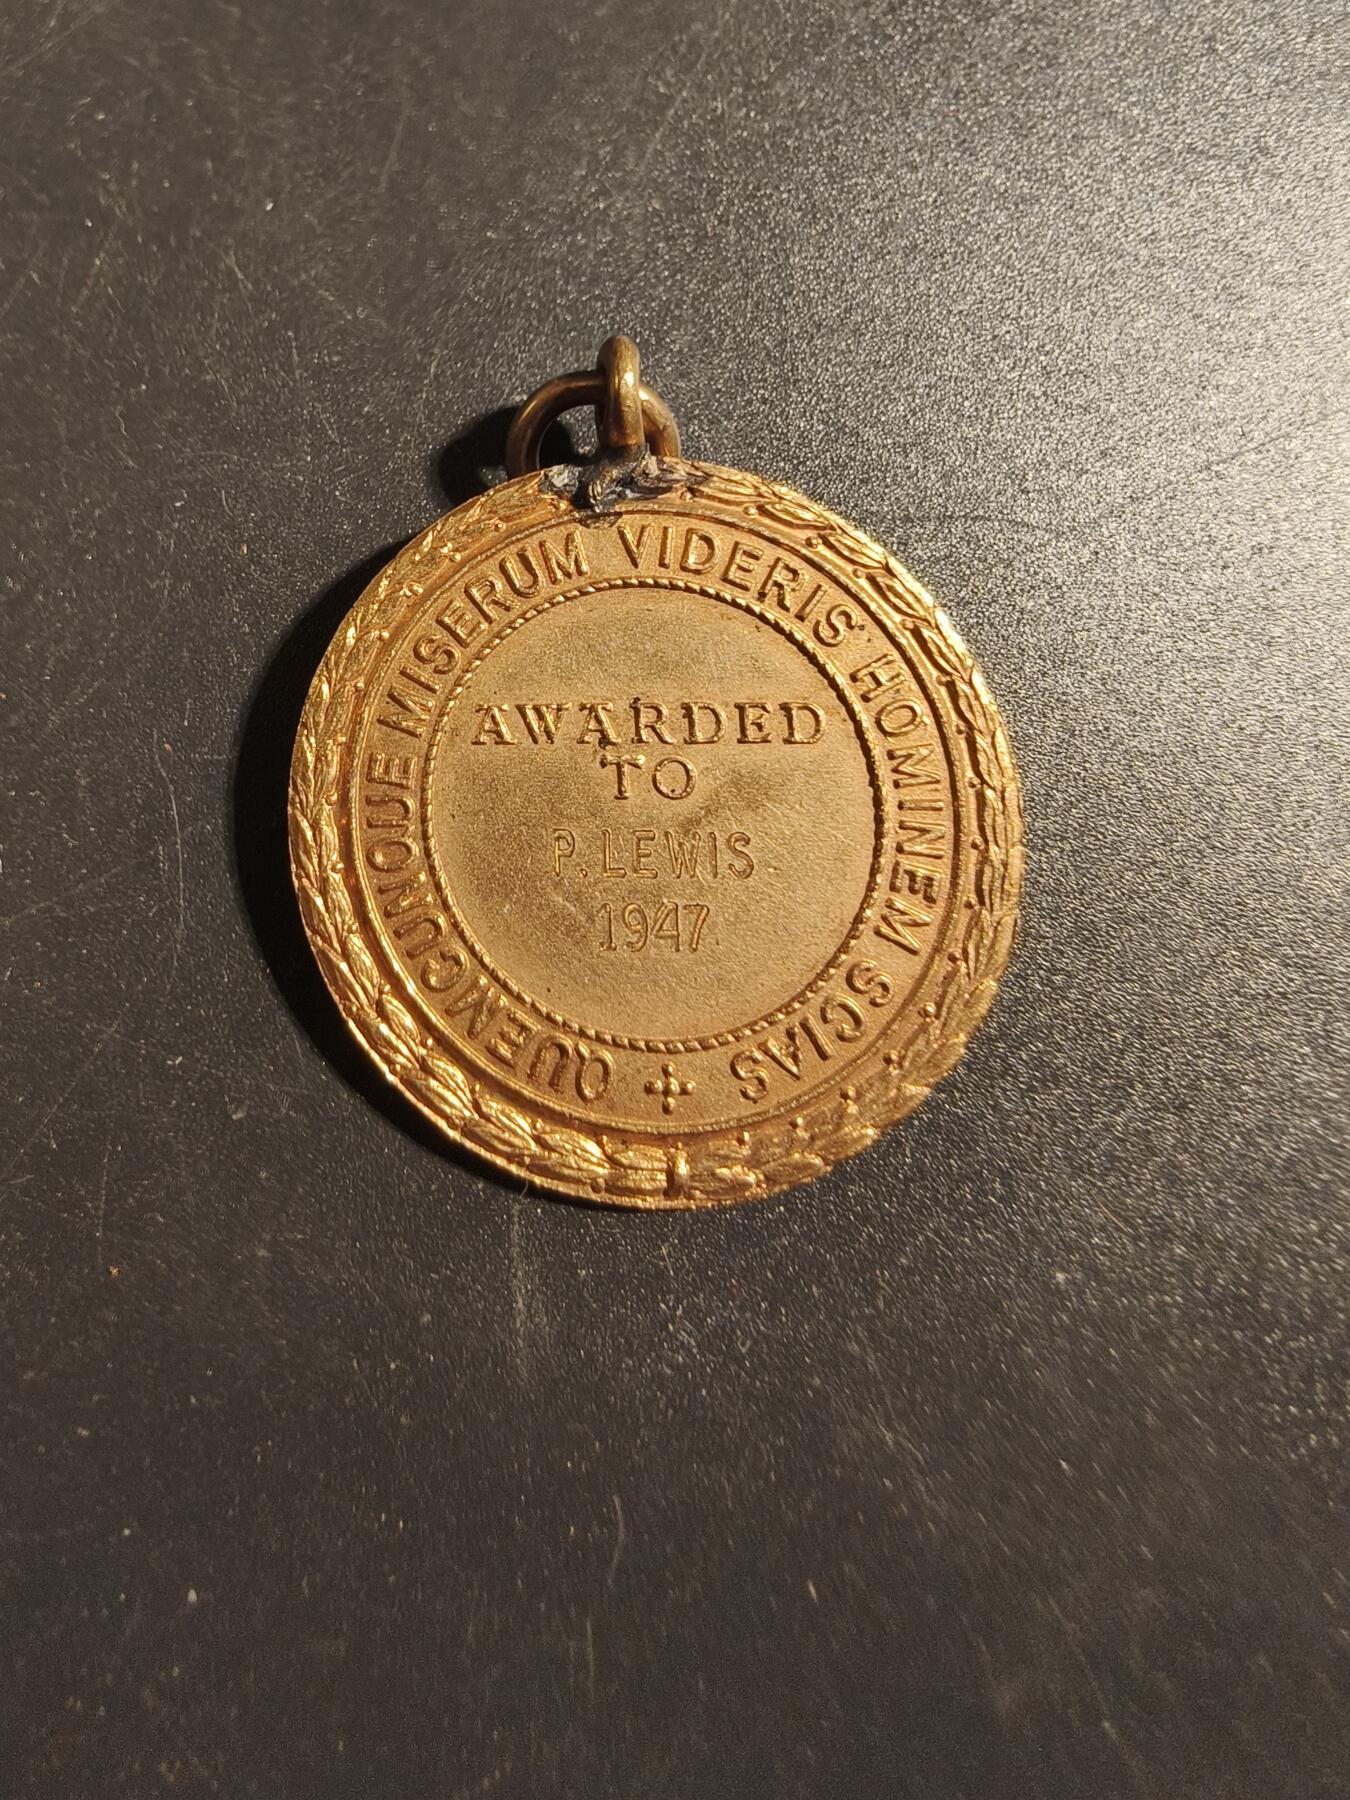 QUEMCUNQUE MISERUM VIDERIS HOMINEM SCIAS
AWARDED
TO
P. LEWIS
1947